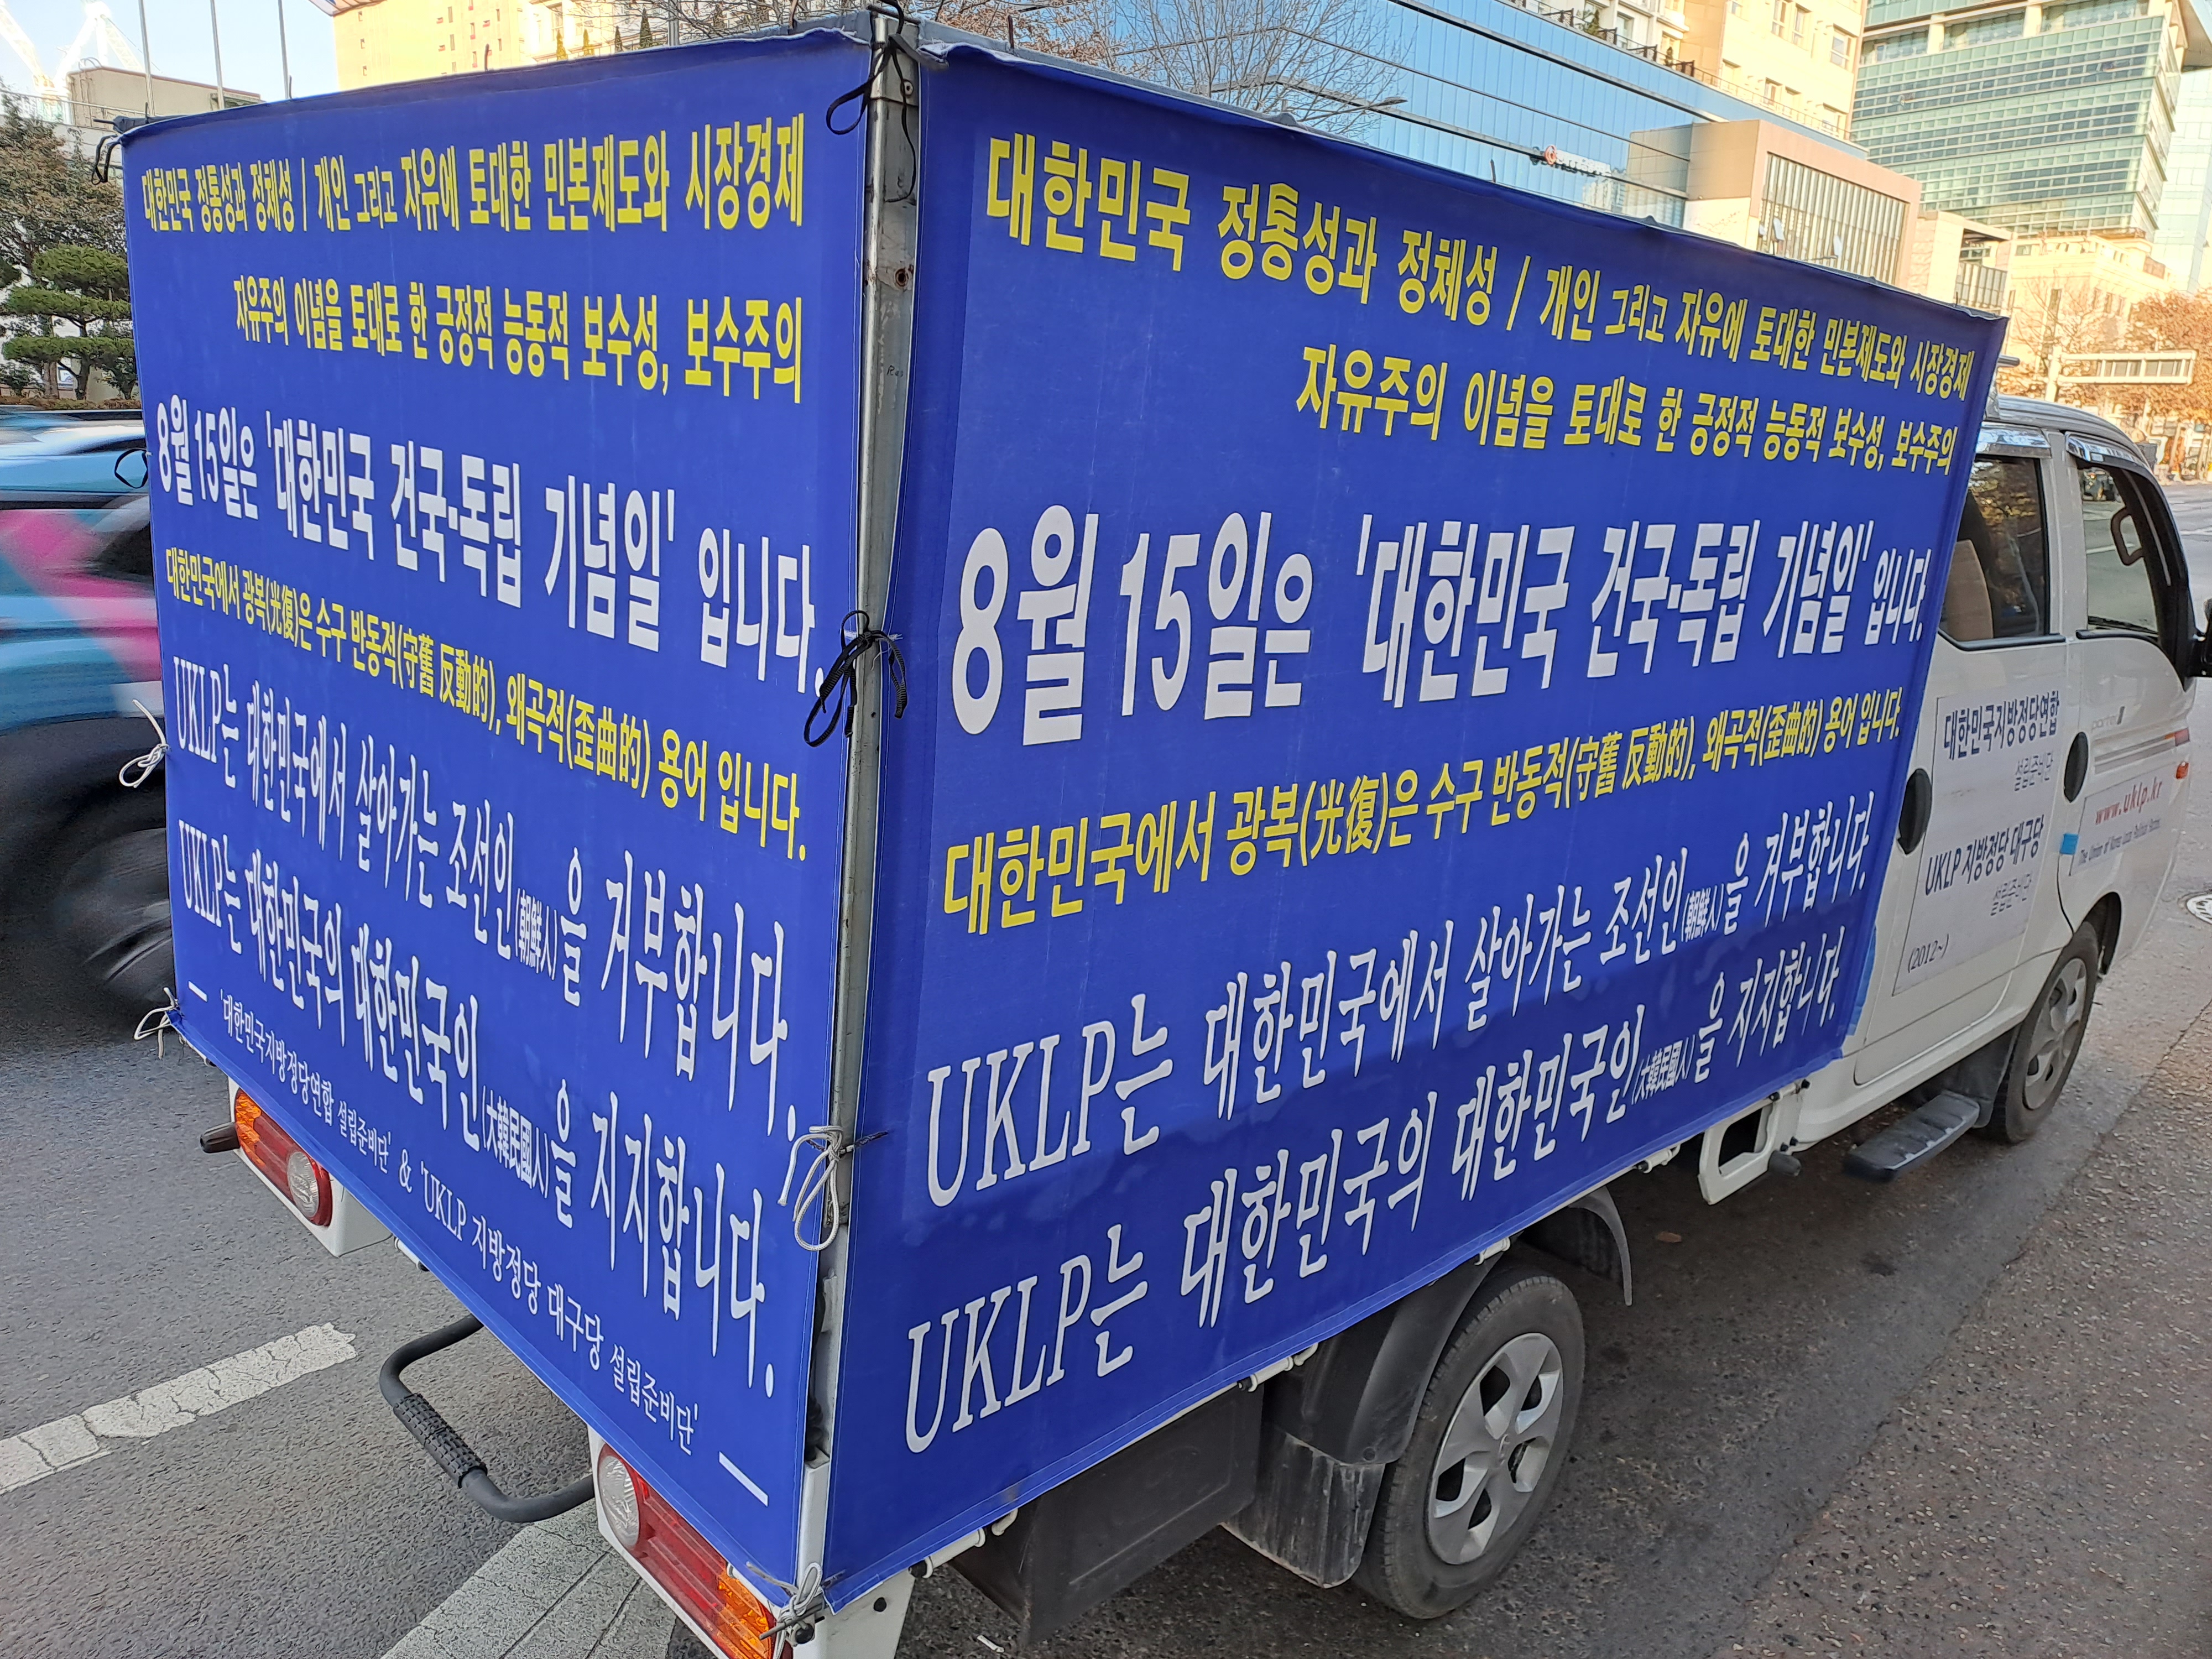 대한민국 정통성과 정체성 / 개인 그리고 자유에 토대한 민본제도와 시장경제
자유주의 이념을 토대로 한 긍정적 능동적 보수성, 보수주의
8월 15일은 '대한민국 건국·독립 기념일' 입니다.
대한민국에서 광복(光復)은 수구 반동적(守舊 反動的), 왜곡적(歪曲的) 용어 입니다.
UKLP는 대한민국에서 살아가는 조선인(朝鮮人)을 거부합니다.
UKLP는 대한민국의 대한민국인(大韓民國人)을 지지합니다.
― '대한민국지방정당연합 설립준비단' & 'UKLP 지방정당 대구당 설립준비단' ―
대한민국 정통성과 정체성 / 개인 그리고 자유에 토대한 민본제도와 시장경제
자유주의 이념을 토대로 한 긍정적 능동적 보수성, 보수주의
8월 15일은 '대한민국 건국·독립 기념일' 입니다.
대한민국에서 광복(光復)은 수구 반동적(守舊 反動的), 왜곡적(歪曲的) 용어 입니다.
UKLP는 대한민국에서 살아가는 조선인(朝鮮人)을 거부합니다.
UKLP는 대한민국의 대한민국인(大韓民國人)을 지지합니다.
대한민국지방정당연합
설립준비단
UKLP 지방정당 대구당
설립준비단
(2012~)
www.uklp.kr
The Union of Korea Local Political Parties